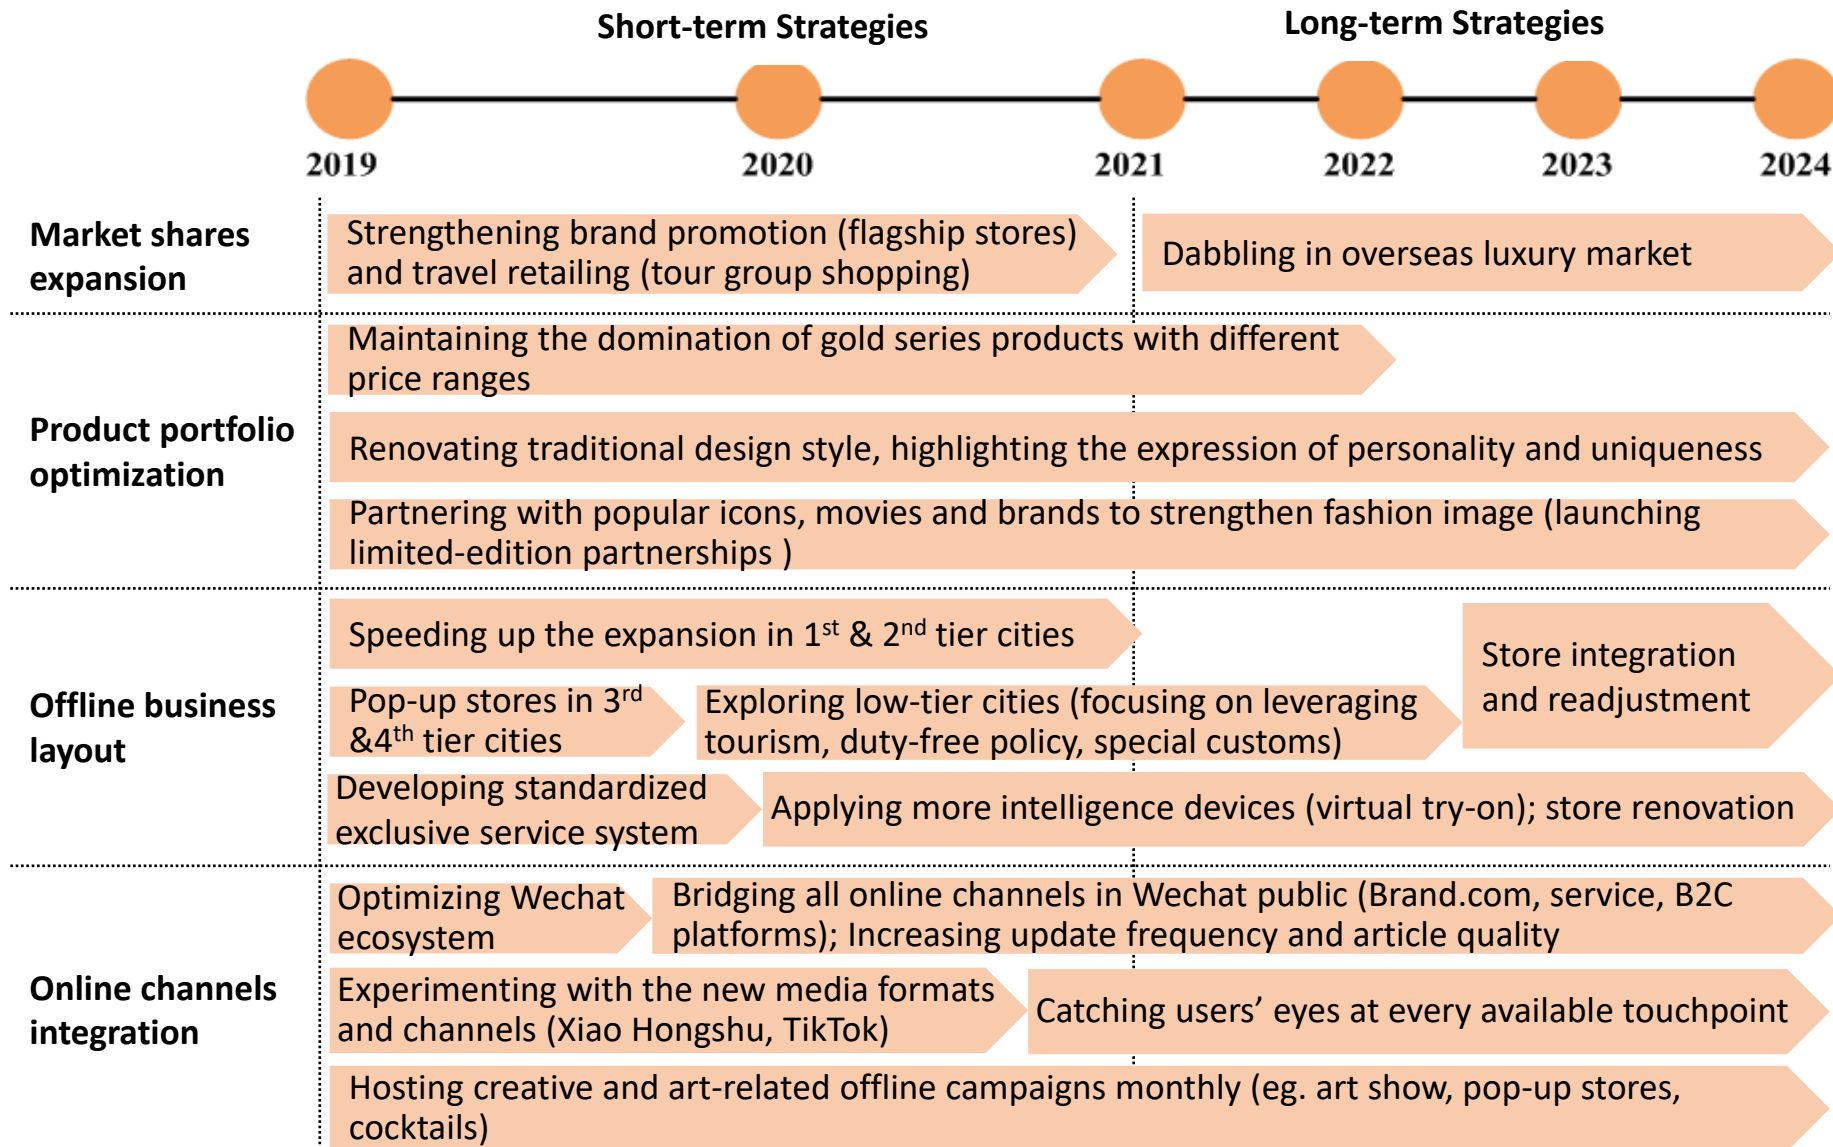 Short-term Strategies
Long-term Strategies
2019
2020
2021
2022
2023
2024
Market shares
expansion
Strengthening brand promotion (flagship stores)
and travel retailing (tour group shopping)
Dabbling in overseas luxury market
Product portfolio
optimization
Maintaining the domination of gold series products with different
price ranges
Renovating traditional design style, highlighting the expression of personality and uniqueness
Partnering with popular icons, movies and brands to strengthen fashion image (launching
limited-edition partnerships )
Offline business
layout
Speeding up the expansion in 1st & 2nd tier cities
Pop-up stores in 3rd
&4th tier cities
Exploring low-tier cities (focusing on leveraging
tourism, duty-free policy, special customs)
Store integration
and readjustment
Developing standardized
exclusive service system
Applying more intelligence devices (virtual try-on); store renovation
Online channels
integration
Optimizing Wechat
ecosystem
Bridging all online channels in Wechat public (Brand.com, service, B2C
platforms); Increasing update frequency and article quality
Experimenting with the new media formats
and channels (Xiao Hongshu, TikTok)
Catching users’ eyes at every available touchpoint
Hosting creative and art-related offline campaigns monthly (eg. art show, pop-up stores,
cocktails)